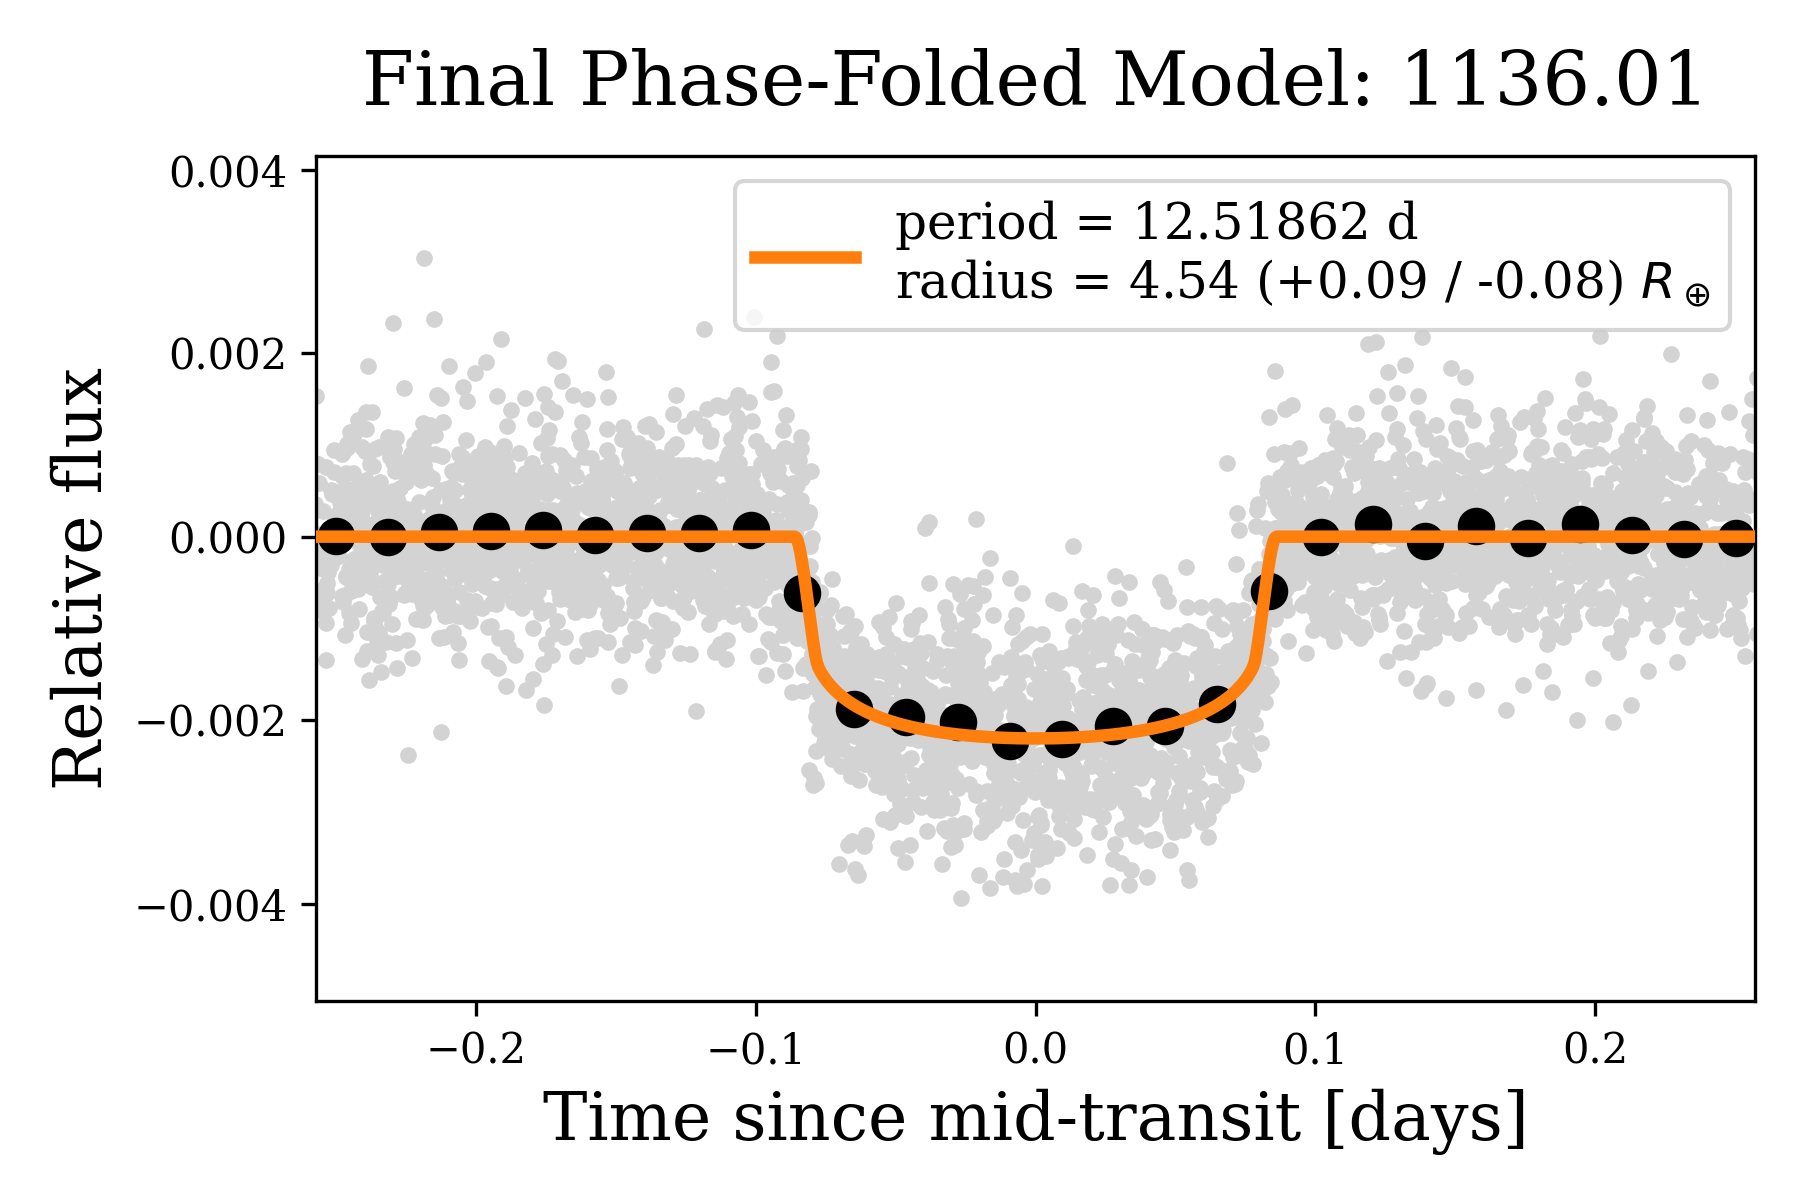 Final Phase-Folded Model: 1136.01
0.004
0.002
0.000
−0.002
−0.004
Relative flux
period = 12.51862 d
radius = 4.54 (+0.09 / -0.08) R⊕
−0.2
−0.1
0.0
0.1
0.2
Time since mid-transit [days]